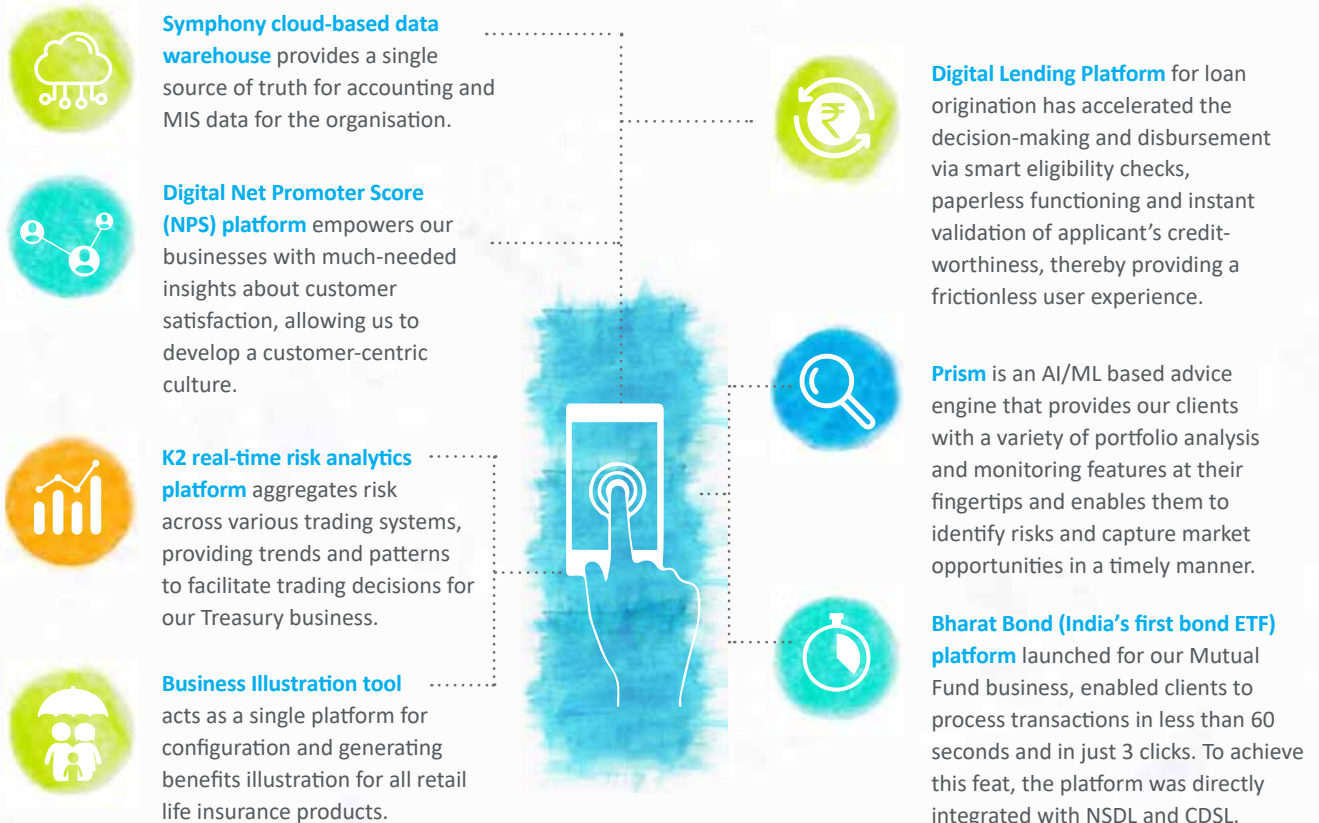 Symphony cloud-based data
warehouse provides a single
source of truth for accounting and
MIS data for the organisation.
Digital Net Promoter Score
(NPS) platform empowers our
businesses with much-needed
insights about customer
satisfaction, allowing us to
develop a customer-centric
culture.
K2 real-time risk analytics
platform aggregates risk
across various trading systems,
providing trends and patterns
to facilitate trading decisions for
our Treasury business.
Business Illustration tool
acts as a single platform for
configuration and generating
benefits illustration for all retail
life insurance products.
₹
Digital Lending Platform for loan
origination has accelerated the
decision-making and disbursement
via smart eligibility checks,
paperless functioning and instant
validation of applicant’s credit-
worthiness, thereby providing a
frictionless user experience.
Prism is an AI/ML based advice
engine that provides our clients
with a variety of portfolio analysis
and monitoring features at their
fingertips and enables them to
identify risks and capture market
opportunities in a timely manner.
Bharat Bond (India’s first bond ETF)
platform launched for our Mutual
Fund business, enabled clients to
process transactions in less than 60
seconds and in just 3 clicks. To achieve
this feat, the platform was directly
integrated with NSDL and CDSL.